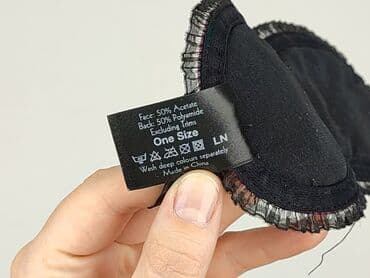 Face: 50% Acetate
Back: 50% Polyamide
Excluding Trims
One Size
LN
Wash deep colours separately
Made in China